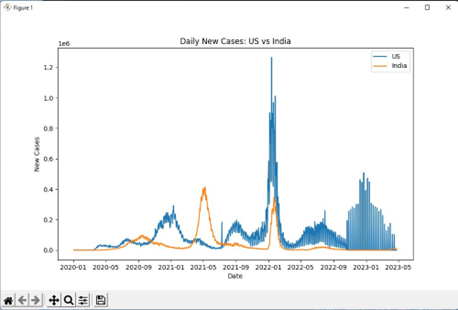 Figure 1
Daily New Cases: US vs India
1e6
US
India
1.2
1.0
0.8
0.6
0.4
0.2
0.0
New Cases
2020-01 2020-05 2020-09 2021-01 2021-05 2021-09 2022-01 2022-05 2022-09 2023-01 2023-05
Date